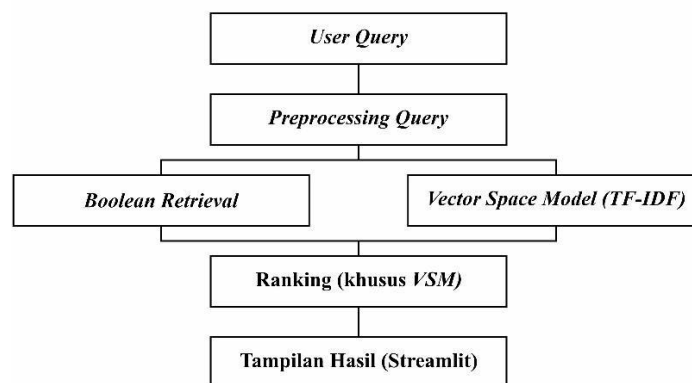 User Query
Preprocessing Query
Boolean Retrieval
Vector Space Model (TF-IDF)
Ranking (khusus VSM)
Tampilan Hasil (Streamlit)